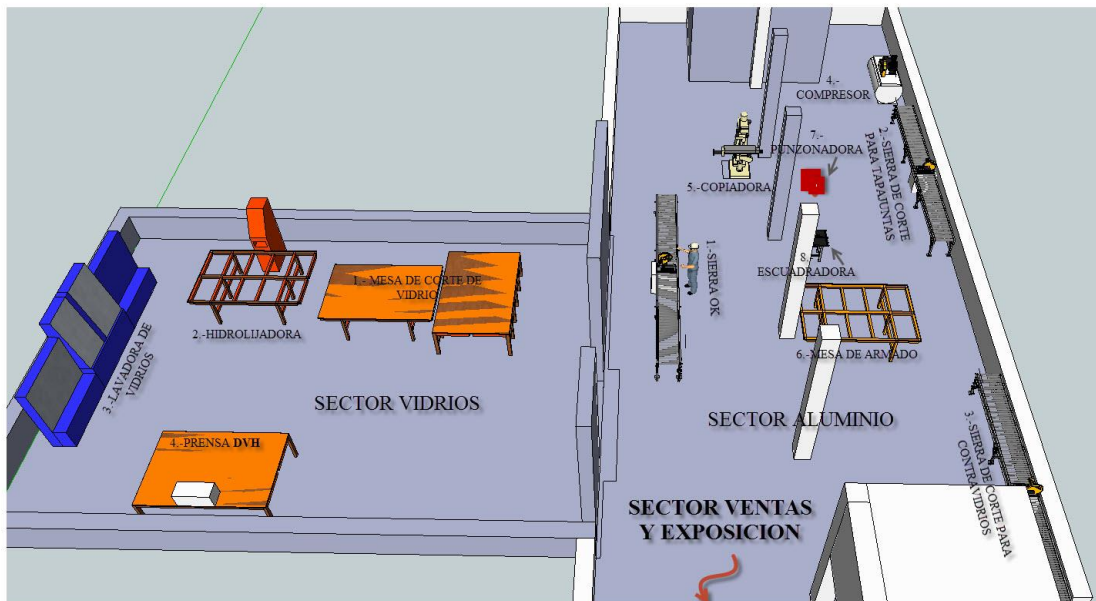 4.-
COMPRESOR
7.-
PUNZONADORA
2.-SIERRA DE CORTE
PARA TAPAJUNTAS
5.-COPIADORA
1.-SIERRA OK
8.-
ESCUADRADORA
1.- MESA DE CORTE DE
VIDRIO
2.-HIDROLIJADORA
3.-LAVADORA DE
VIDRIOS
6.-MESA DE ARMADO
SECTOR VIDRIOS
SECTOR ALUMINIO
3.-SIERRA DE CORTE PARA
CONTRAVIDRIOS
4.-PRENSA DVH
SECTOR VENTAS
Y EXPOSICION